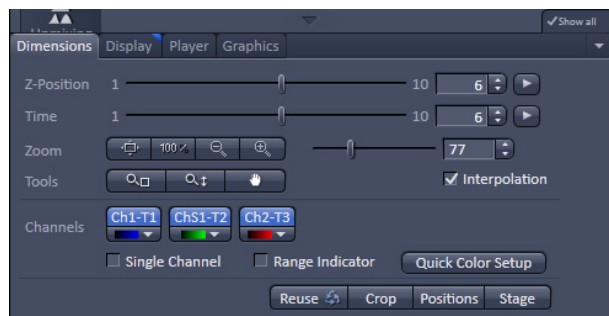 Show all
Dimensions Display Player Graphics
Z-Position 1 10 6
Time 1 10 6
Zoom 100% 77
Tools Interpolation
Channels Ch1-T1 ChS1-T2 Ch2-T3
Single Channel Range Indicator Quick Color Setup
Reuse Crop Positions Stage